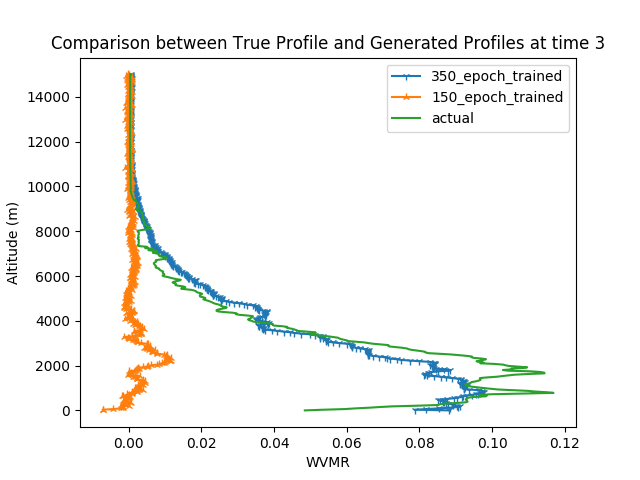 Comparison between True Profile and Generated Profiles at time 3
350_epoch_trained
150_epoch_trained
actual
Altitude (m)
14000
12000
10000
8000
6000
4000
2000
0
0.00 0.02 0.04 0.06 0.08 0.10 0.12
WVMR